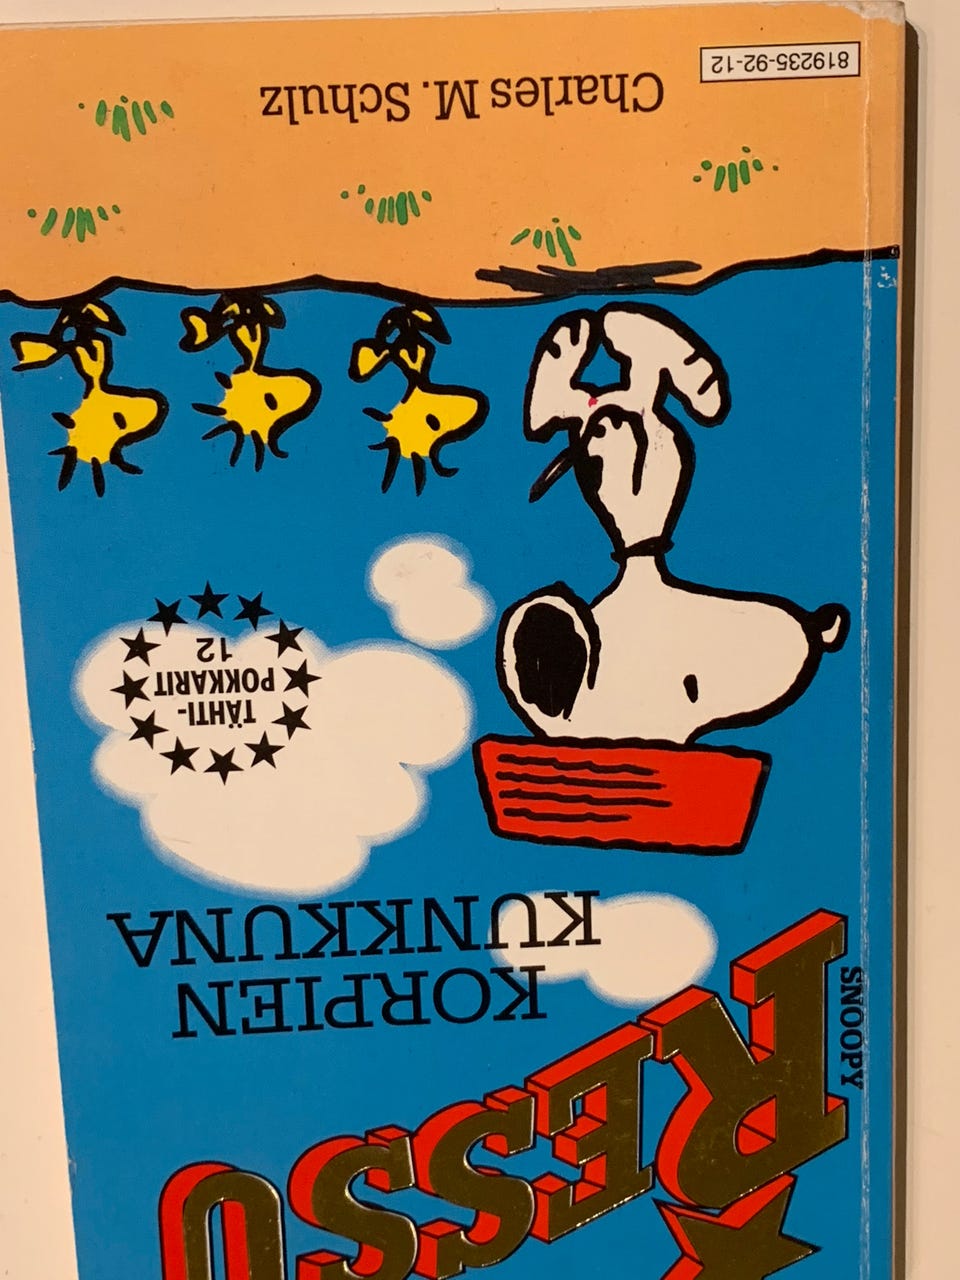 SNOOPY
RESSU
KORPIEN
KUNKKUNA
TÄHTI-
POKKARIT
12
Charles M. Schulz
819235-92-12